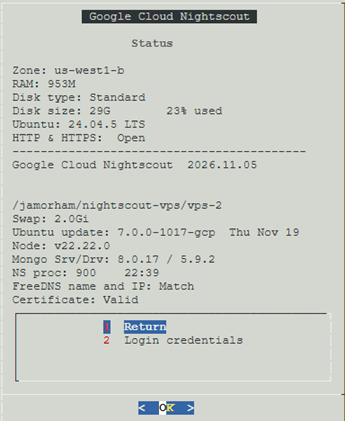 Google Cloud Nightscout
Status
Zone: us-west1-b
RAM: 953M
Disk type: Standard
Disk size: 29G 23% used
Ubuntu: 24.04.5 LTS
HTTP & HTTPS: Open
Google Cloud Nightscout 2026.11.05
/jamorham/nightscout-vps/vps-2
Swap: 2.0Gi
Ubuntu update: 7.0.0-1017-gcp Thu Nov 19
Node: v22.22.0
Mongo Srv/Drv: 8.0.17 / 5.9.2
NS proc: 900 22:39
FreeDNS name and IP: Match
Certificate: Valid
1 Return
2 Login credentials
< OK >